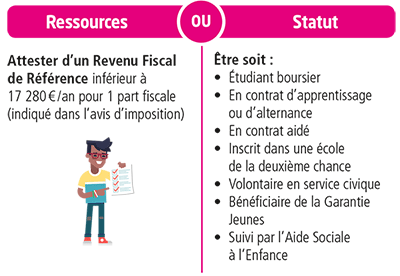 Ressources
OU
Statut
Attester d'un Revenu Fiscal
de Référence inférieur à
17 280 €/an pour 1 part fiscale
(indiqué dans l'avis d'imposition)
Être soit :
• Étudiant boursier
• En contrat d'apprentissage
ou d'alternance
• En contrat aidé
• Inscrit dans une école
de la deuxième chance
• Volontaire en service civique
• Bénéficiaire de la Garantie
Jeunes
• Suivi par l'Aide Sociale
à l'Enfance